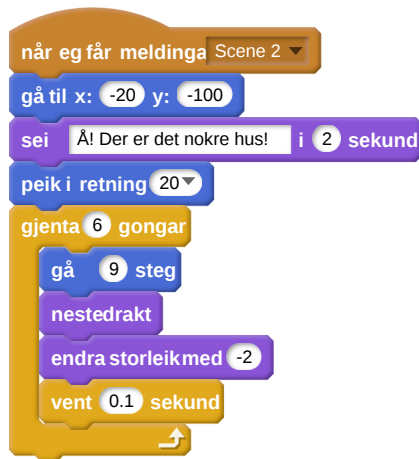 når eg får meldinga Scene 2
gå til x: -20 y: -100
sei Å! Der er det nokre hus! i 2 sekund
peik i retning 20
gjenta 6 gongar
gå 9 steg
nestedrakt
endra storleik med -2
vent 0.1 sekund